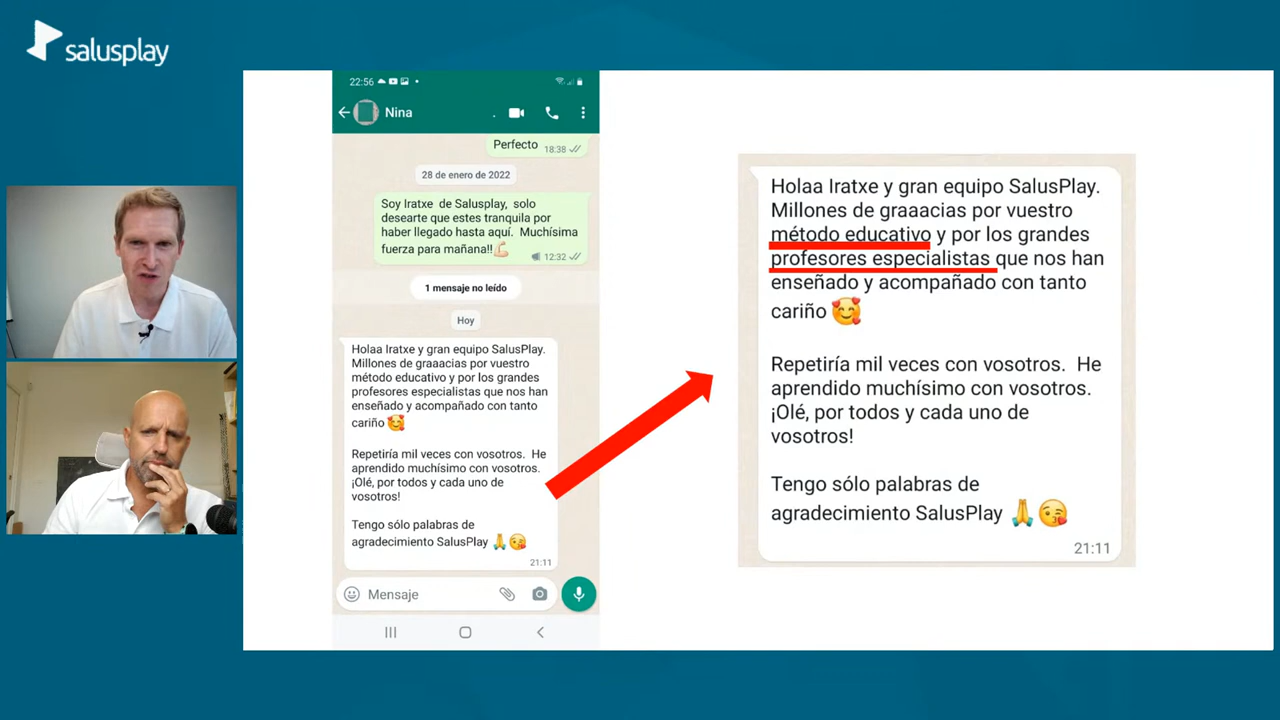 salusplay
22:56
Nina
Perfecto
18:38
28 de enero de 2022
Soy Iratxe de Salusplay, solo
desearte que estes tranquila por
haber llegado hasta aquí. Muchísima
fuerza para mañana!!💪🏻
12:32
1 mensaje no leído
Hoy
Holaa Iratxe y gran equipo SalusPlay.
Millones de graaacias por vuestro
método educativo y por los grandes
profesores especialistas que nos han
enseñado y acompañado con tanto
cariño 🥰
Repetiría mil veces con vosotros. He
aprendido muchísimo con vosotros.
¡Olé, por todos y cada uno de
vosotros!
Tengo sólo palabras de
agradecimiento SalusPlay 🙏😘
21:11
Mensaje
Holaa Iratxe y gran equipo SalusPlay.
Millones de graaacias por vuestro
método educativo y por los grandes
profesores especialistas que nos han
enseñado y acompañado con tanto
cariño 🥰
Repetiría mil veces con vosotros. He
aprendido muchísimo con vosotros.
¡Olé, por todos y cada uno de
vosotros!
Tengo sólo palabras de
agradecimiento SalusPlay 🙏😘
21:11